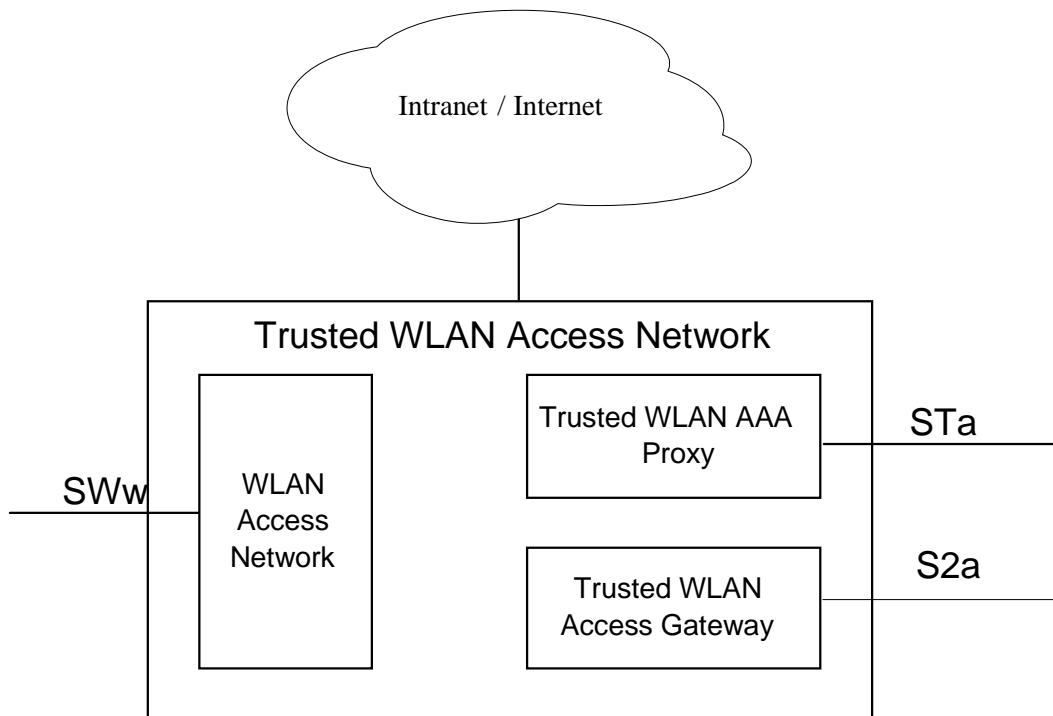 Intranet / Internet
Trusted WLAN Access Network
Trusted WLAN AAA
Proxy
STa
SWw
WLAN
Access
Network
S2a
Trusted WLAN
Access Gateway